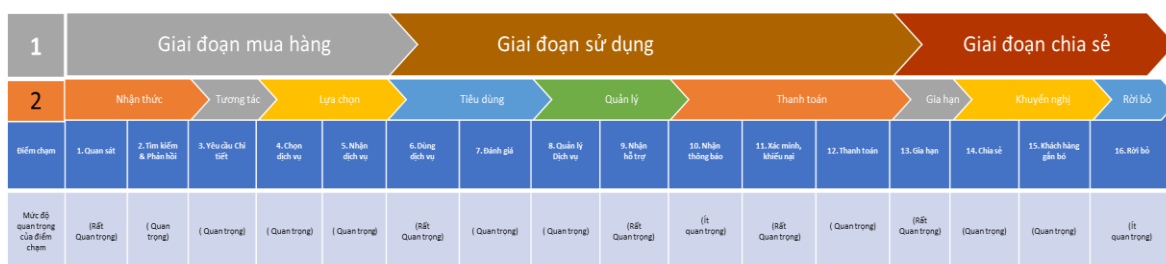 1
Giai đoạn mua hàng
Giai đoạn sử dụng
Giai đoạn chia sẻ
2
Nhận thức
Tương tác
Lựa chọn
Tiêu dùng
Quản lý
Thanh toán
Gia hạn
Khuyến nghị
Rời bỏ
Điểm chạm
1. Quan sát
2. Tìm kiếm
& Phản hồi
3. Yêu cầu Chi
tiết
4. Chọn
dịch vụ
5. Nhận
dịch vụ
6. Dùng
dịch vụ
7. Đánh giá
8. Quản lý
Dịch vụ
9. Nhận
hỗ trợ
10. Nhận
thông báo
11. Xác minh,
khiếu nại
12. Thanh toán
13. Gia hạn
14. Chia sẻ
15. Khách hàng
gắn bó
16. Rời bỏ
Mức độ
quan trọng
của điểm
chạm
(Rất
Quan trọng)
( Quan
trọng)
( Quan trọng)
( Quan trọng)
( Quan trọng)
(Rất
Quan trọng)
( Quan trọng)
( Quan trọng)
(Rất
Quan trọng)
(Ít
quan trọng)
(Rất
Quan trọng)
( Quan trọng)
(Rất
Quan trọng)
(Quan trọng)
(Quan trọng)
(Ít
quan trọng)